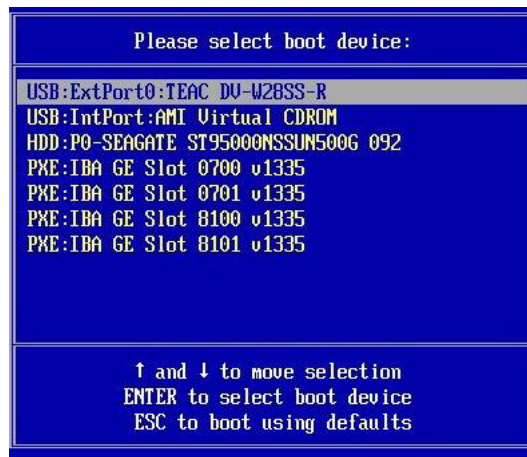 Please select boot device:
USB:ExtPort0:TEAC DV-W28SS-R
USB:IntPort:AMI Virtual CDROM
HDD:P0-SEAGATE ST95000NSSUN500G 092
PXE:IBA GE Slot 0700 v1335
PXE:IBA GE Slot 0701 v1335
PXE:IBA GE Slot 8100 v1335
PXE:IBA GE Slot 8101 v1335
↑ and ↓ to move selection
ENTER to select boot device
ESC to boot using defaults